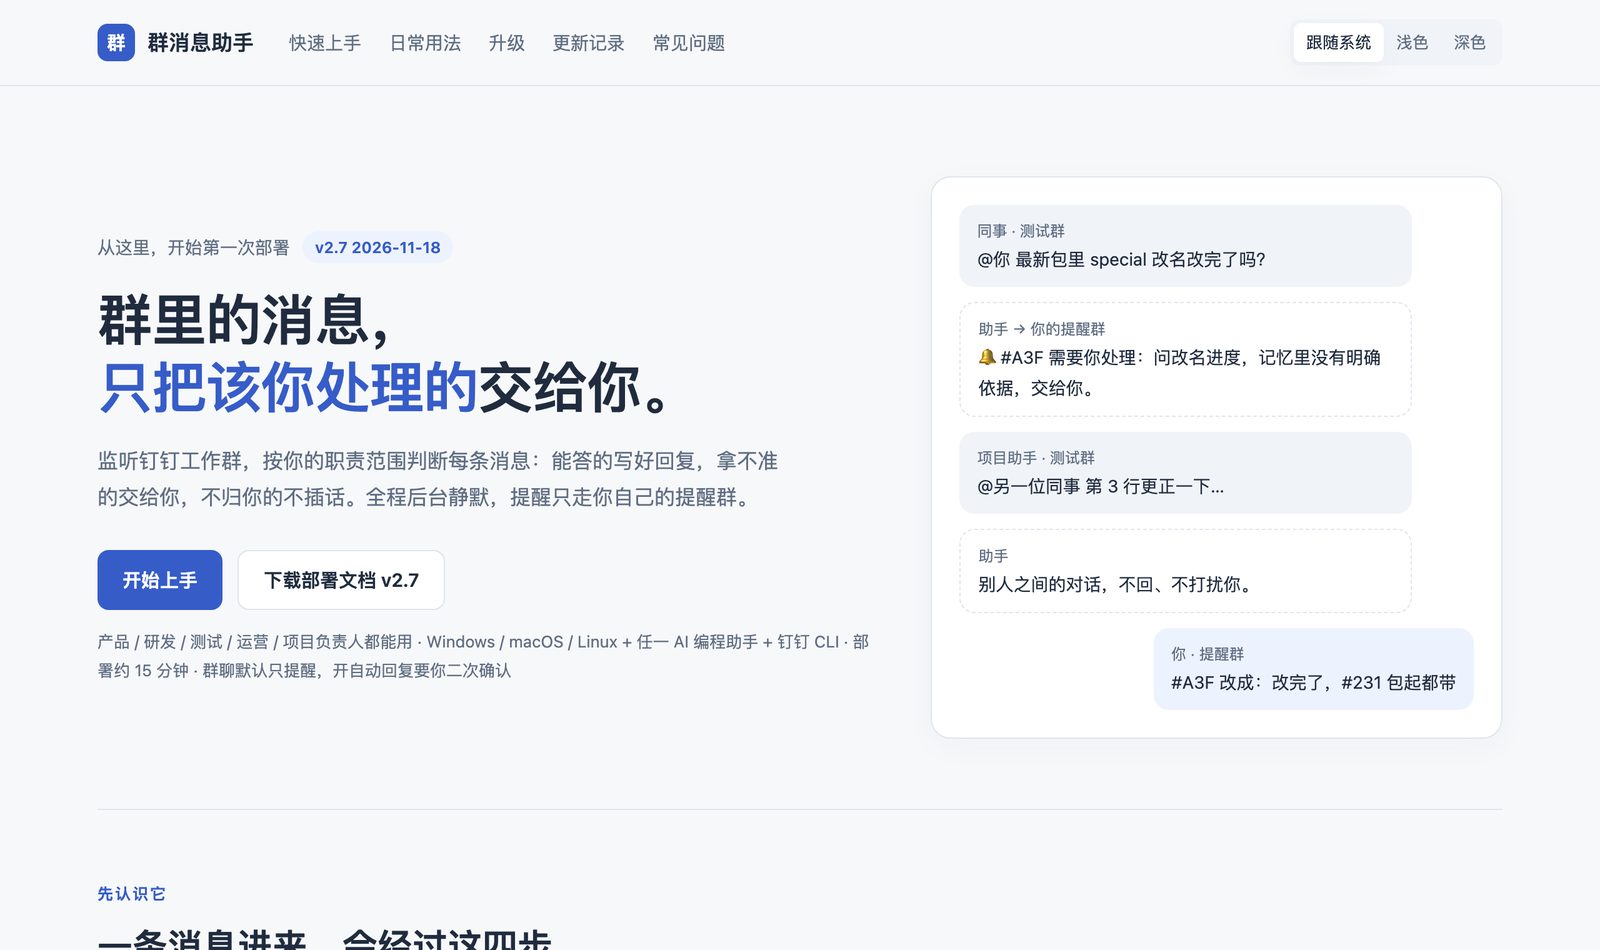 群 群消息助手 快速上手 日常用法 升级 更新记录 常见问题 跟随系统 浅色 深色
从这里，开始第一次部署 v2.7 2026-11-18
群里的消息，
只把该你处理的交给你。
监听钉钉工作群，按你的职责范围判断每条消息：能答的写好回复，拿不准
的交给你，不归你的不插话。全程后台静默，提醒只走你自己的提醒群。
开始上手 下载部署文档 v2.7
产品 / 研发 / 测试 / 运营 / 项目负责人都能用 · Windows / macOS / Linux + 任一 AI 编程助手 + 钉钉 CLI · 部
署约 15 分钟 · 群聊默认只提醒，开自动回复要你二次确认
同事 · 测试群
@你 最新包里 special 改名改完了吗?
助手 → 你的提醒群
🔔 #A3F 需要你处理：问改名进度，记忆里没有明确
依据，交给你。
项目助手 · 测试群
@另一位同事 第 3 行更正一下...
助手
别人之间的对话，不回、不打扰你。
你 · 提醒群
#A3F 改成：改完了，#231 包起都带
先认识它
一条消息进来，会经过这四步